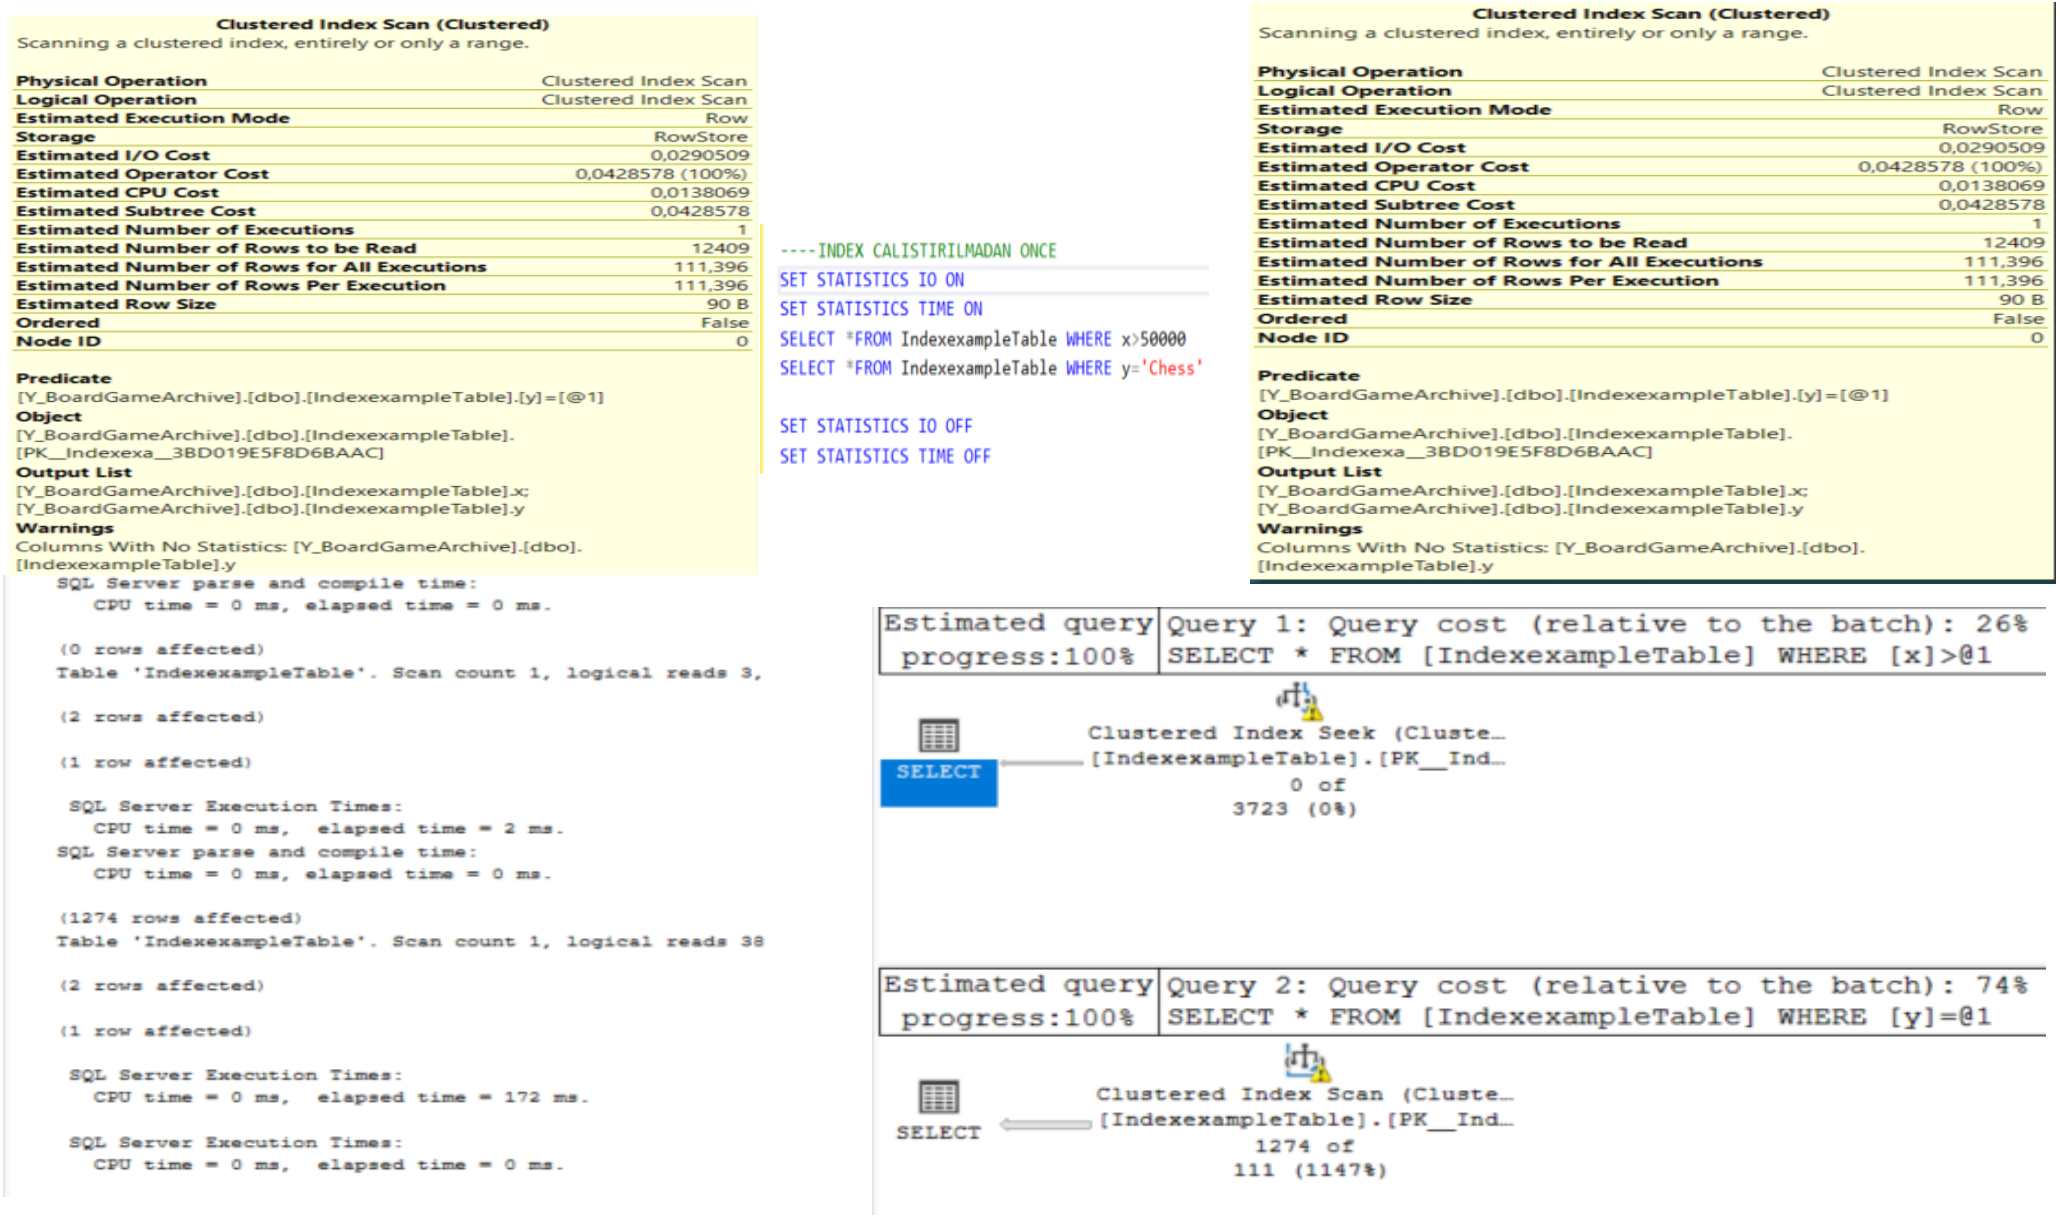 Clustered Index Scan (Clustered)
Scanning a clustered index, entirely or only a range.
Physical Operation Clustered Index Scan
Logical Operation Clustered Index Scan
Estimated Execution Mode Row
Storage RowStore
Estimated I/O Cost 0,0290509
Estimated Operator Cost 0,0428578 (100%)
Estimated CPU Cost 0,0138069
Estimated Subtree Cost 0,0428578
Estimated Number of Executions 1
Estimated Number of Rows to be Read 12409
Estimated Number of Rows for All Executions 111,396
Estimated Number of Rows Per Execution 111,396
Estimated Row Size 90 B
Ordered False
Node ID 0
Predicate
[Y_BoardGameArchive].[dbo].[IndexexampleTable].[y]=[@1]
Object
[Y_BoardGameArchive].[dbo].[IndexexampleTable].
[PK__Indexexa__3BD019E5F8D6BAAC]
Output List
[Y_BoardGameArchive].[dbo].[IndexexampleTable].x;
[Y_BoardGameArchive].[dbo].[IndexexampleTable].y
Warnings
Columns With No Statistics: [Y_BoardGameArchive].[dbo].
[IndexexampleTable].y
----INDEX CALISTIRILMADAN ONCE
SET STATISTICS IO ON
SET STATISTICS TIME ON
SELECT *FROM IndexexampleTable WHERE x>50000
SELECT *FROM IndexexampleTable WHERE y='Chess'
SET STATISTICS IO OFF
SET STATISTICS TIME OFF
Clustered Index Scan (Clustered)
Scanning a clustered index, entirely or only a range.
Physical Operation Clustered Index Scan
Logical Operation Clustered Index Scan
Estimated Execution Mode Row
Storage RowStore
Estimated I/O Cost 0,0290509
Estimated Operator Cost 0,0428578 (100%)
Estimated CPU Cost 0,0138069
Estimated Subtree Cost 0,0428578
Estimated Number of Executions 1
Estimated Number of Rows to be Read 12409
Estimated Number of Rows for All Executions 111,396
Estimated Number of Rows Per Execution 111,396
Estimated Row Size 90 B
Ordered False
Node ID 0
Predicate
[Y_BoardGameArchive].[dbo].[IndexexampleTable].[y]=[@1]
Object
[Y_BoardGameArchive].[dbo].[IndexexampleTable].
[PK__Indexexa__3BD019E5F8D6BAAC]
Output List
[Y_BoardGameArchive].[dbo].[IndexexampleTable].x;
[Y_BoardGameArchive].[dbo].[IndexexampleTable].y
Warnings
Columns With No Statistics: [Y_BoardGameArchive].[dbo].
[IndexexampleTable].y
SQL Server parse and compile time:
CPU time = 0 ms, elapsed time = 0 ms.
(0 rows affected)
Table 'IndexexampleTable'. Scan count 1, logical reads 3,
(2 rows affected)
(1 row affected)
SQL Server Execution Times:
CPU time = 0 ms, elapsed time = 2 ms.
SQL Server parse and compile time:
CPU time = 0 ms, elapsed time = 0 ms.
(1274 rows affected)
Table 'IndexexampleTable'. Scan count 1, logical reads 38
(2 rows affected)
(1 row affected)
SQL Server Execution Times:
CPU time = 0 ms, elapsed time = 172 ms.
SQL Server Execution Times:
CPU time = 0 ms, elapsed time = 0 ms.
Estimated query Query 1: Query cost (relative to the batch): 26%
progress:100% SELECT * FROM [IndexexampleTable] WHERE [x]>@1
Clustered Index Seek (Cluste…
[IndexexampleTable].[PK__Ind…
SELECT
0 of
3723 (0%)
Estimated query Query 2: Query cost (relative to the batch): 74%
progress:100% SELECT * FROM [IndexexampleTable] WHERE [y]=@1
Clustered Index Scan (Cluste…
[IndexexampleTable].[PK__Ind…
SELECT
1274 of
111 (1147%)